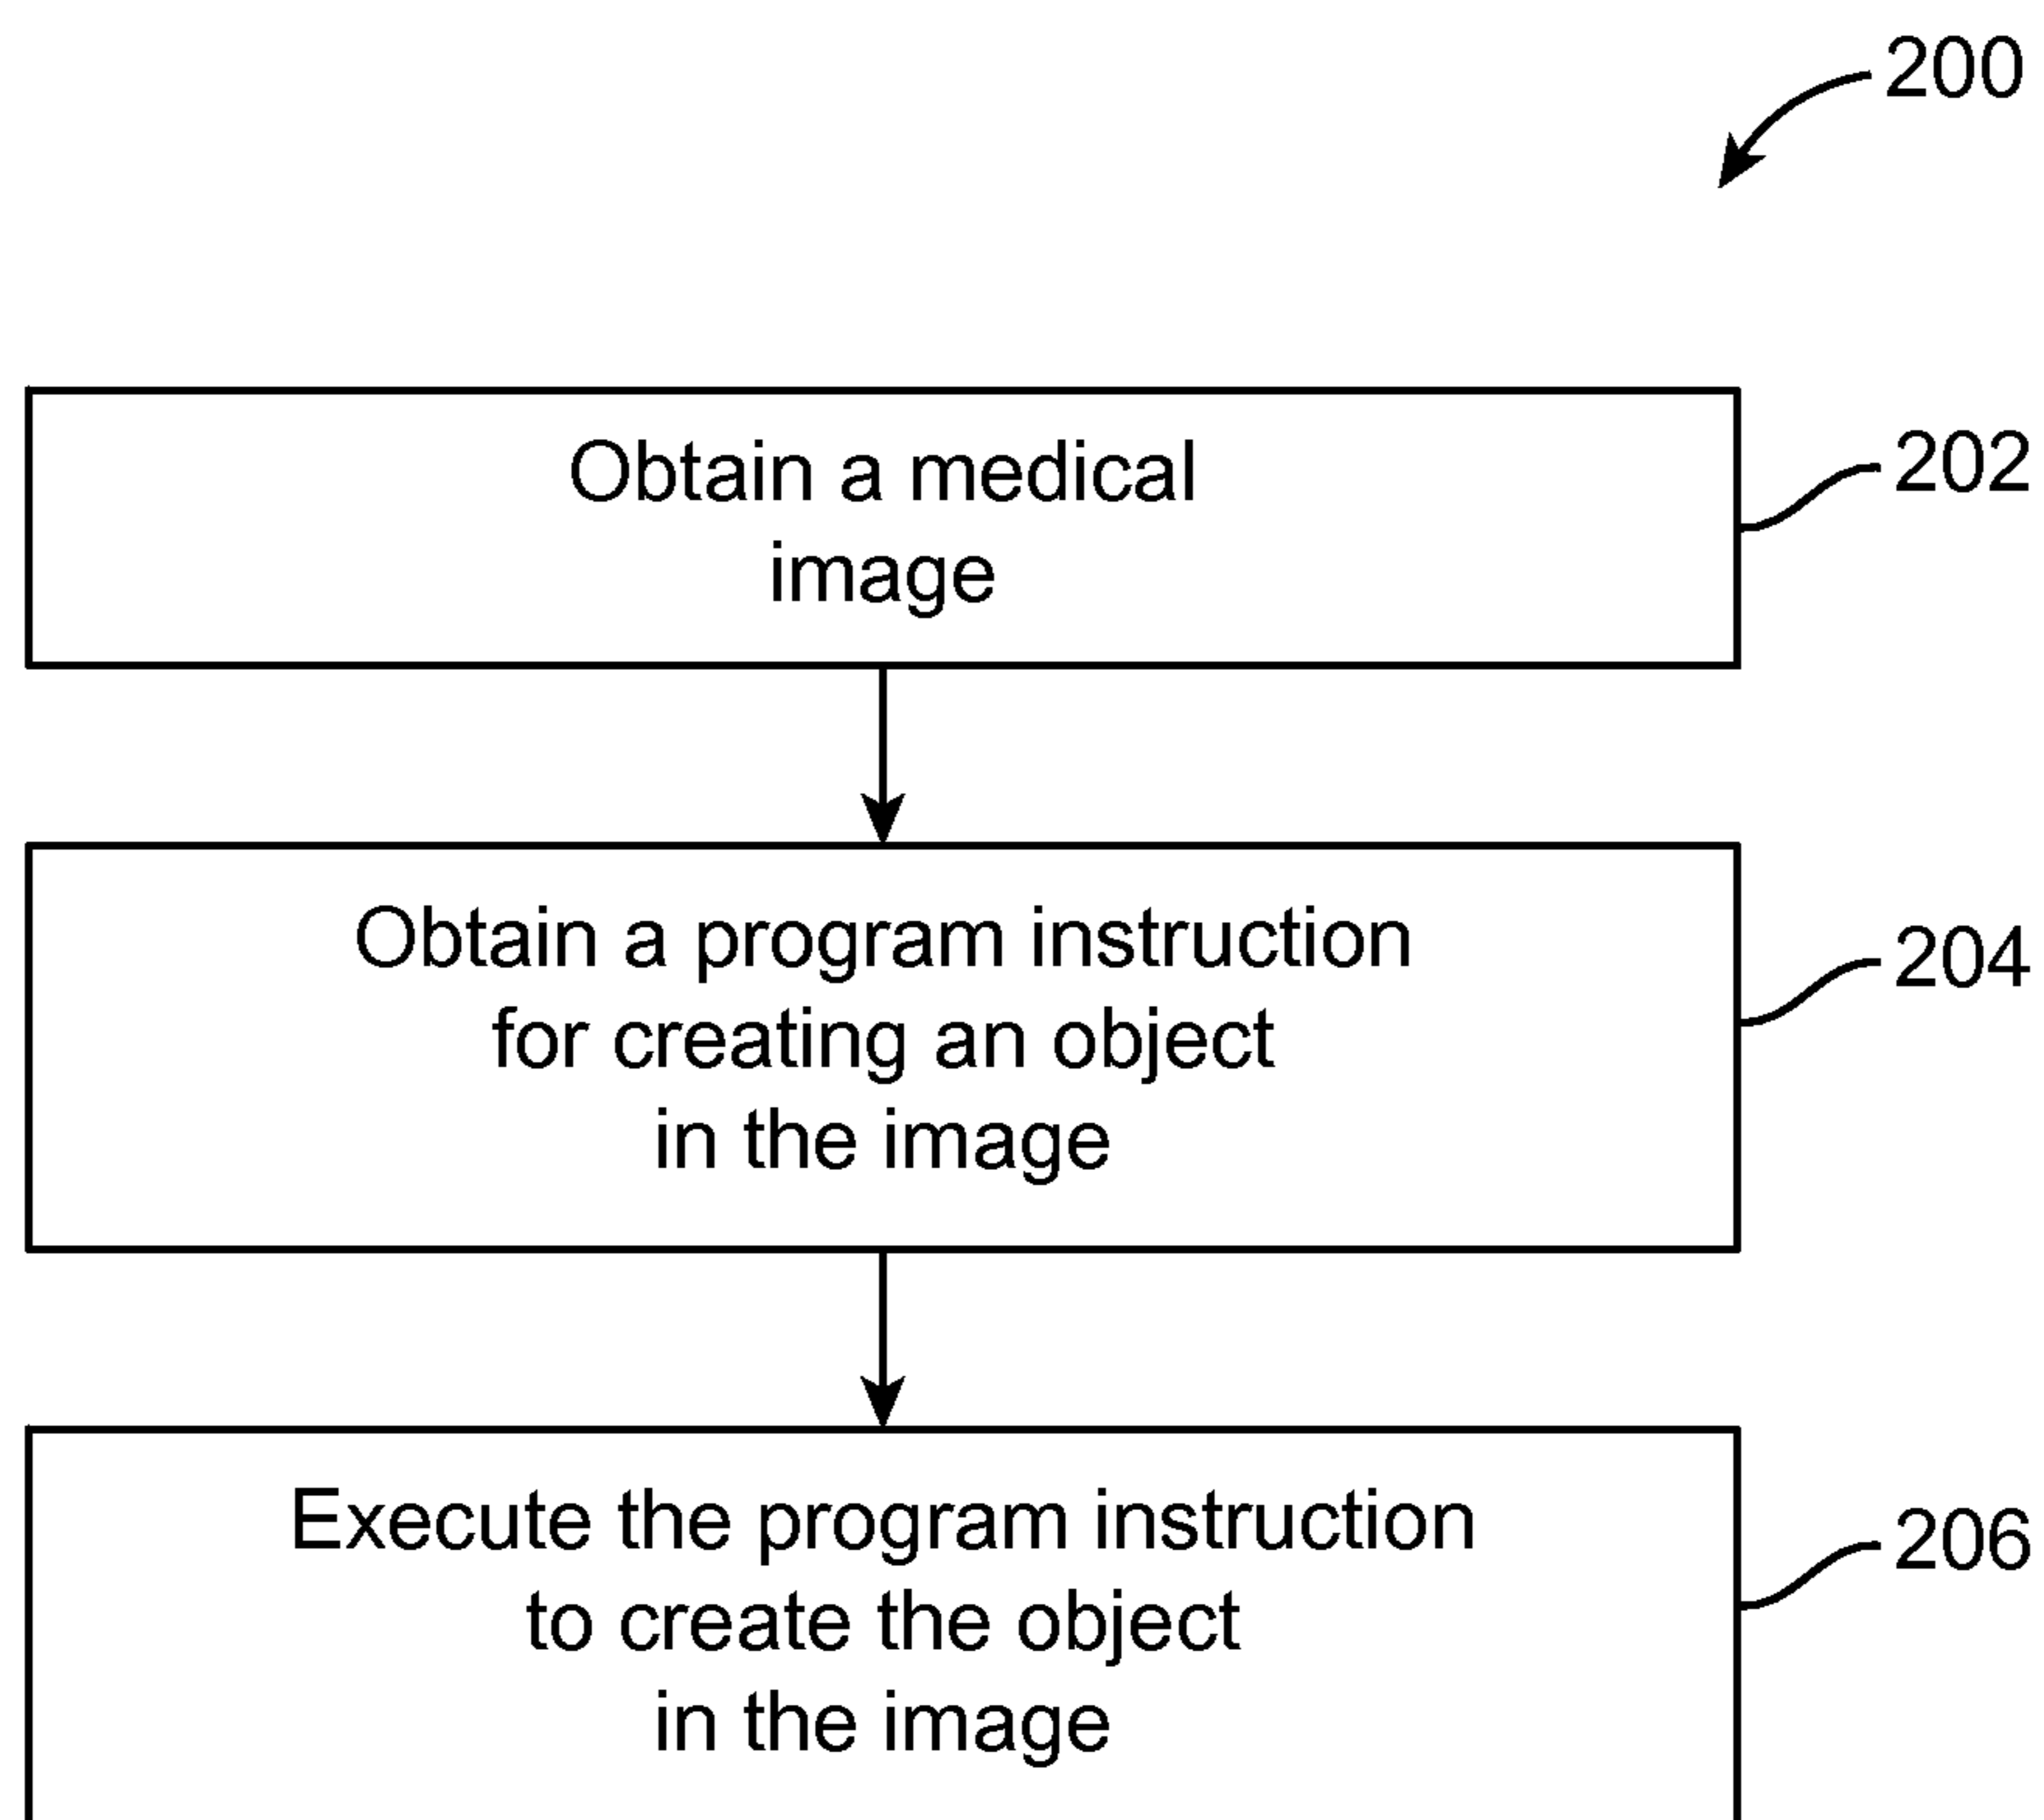 200
Obtain a medical
image
202
Obtain a program instruction
for creating an object
in the image
204
Execute the program instruction
to create the object
in the image
206